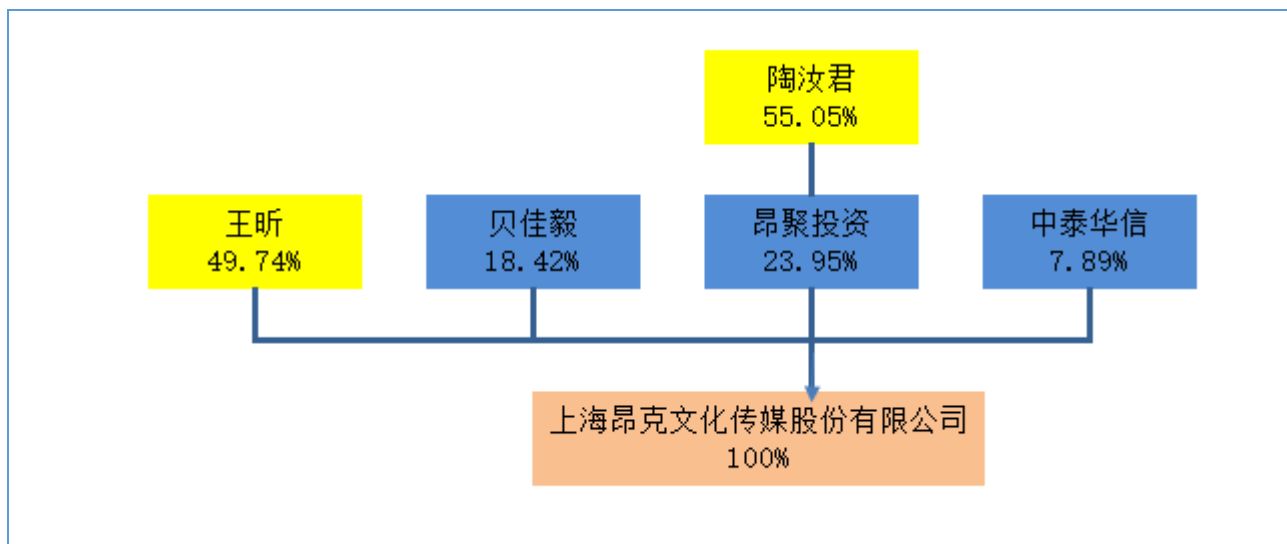 陶汝君
55.05%
王昕
49.74%
贝佳毅
18.42%
昂聚投资
23.95%
中泰华信
7.89%
上海昂克文化传媒股份有限公司
100%